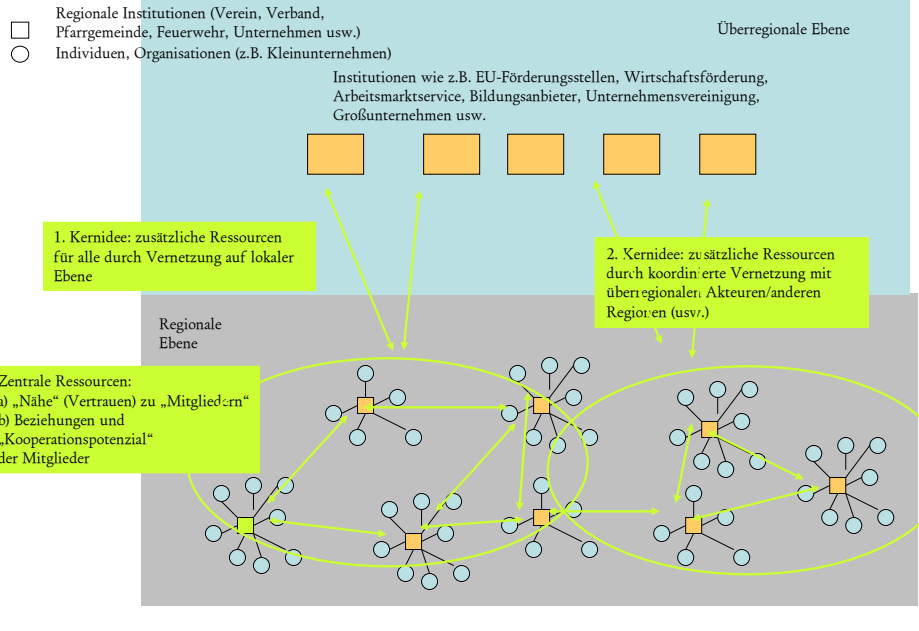 Regionale Institutionen (Verein, Verband,
Pfarrgemeinde, Feuerwehr, Unternehmen usw.)
Individuen, Organisationen (z.B. Kleinunternehmen)
Überregionale Ebene
Institutionen wie z.B. EU-Förderungsstellen, Wirtschaftsförderung,
Arbeitsmarktservice, Bildungsanbieter, Unternehmensvereinigung,
Großunternehmen usw.
1. Kernidee: zusätzliche Ressourcen
für alle durch Vernetzung auf lokaler
Ebene
2. Kernidee: zusätzliche Ressourcen
durch koordinierte Vernetzung mit
überregionalen Akteuren/anderen
Regionen (usw.)
Regionale
Ebene
Zentrale Ressourcen:
a) „Nähe“ (Vertrauen) zu „Mitgliedern“
b) Beziehungen und
„Kooperationspotenzial“
der Mitglieder